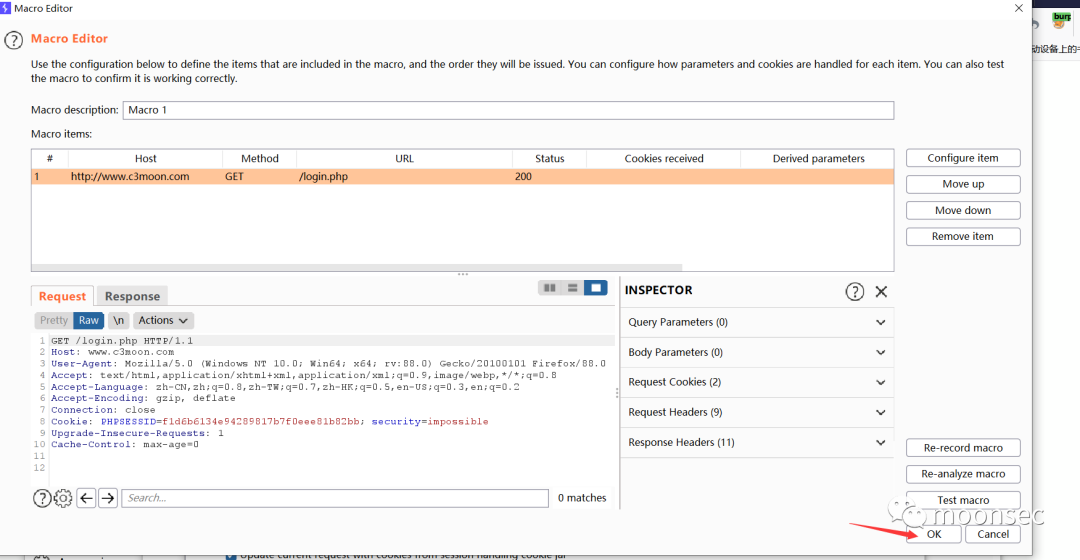 Macro Editor
burp
动设备上的
? Macro Editor
Use the configuration below to define the items that are included in the macro, and the order they will be issued. You can configure how parameters and cookies are handled for each item. You can also test
the macro to confirm it is working correctly.
Macro description: Macro 1
Macro items:
# Host Method URL Status Cookies received Derived parameters
1 http://www.c3moon.com GET /login.php 200
Configure item
Move up
Move down
Remove item
Request Response
INSPECTOR ?
Pretty Raw \n Actions
Query Parameters (0)
Body Parameters (0)
Request Cookies (2)
Request Headers (9)
Response Headers (11)
1 GET /login.php HTTP/1.1
2 Host: www.c3moon.com
3 User-Agent: Mozilla/5.0 (Windows NT 10.0; Win64; x64; rv:88.0) Gecko/20100101 Firefox/88.0
4 Accept: text/html,application/xhtml+xml,application/xml;q=0.9,image/webp,*/*;q=0.8
5 Accept-Language: zh-CN,zh;q=0.8,zh-TW;q=0.7,zh-HK;q=0.5,en-US;q=0.3,en;q=0.2
6 Accept-Encoding: gzip, deflate
7 Connection: close
8 Cookie: PHPSESSID=f1d6b6134e94289817b7f0eee81b82bb; security=impossible
9 Upgrade-Insecure-Requests: 1
10 Cache-Control: max-age=0
11
12
Re-record macro
Re-analyze macro
Test macro
? Search... 0 matches
moonsec
OK Cancel
Update current request with cookies from session handling cookie jar